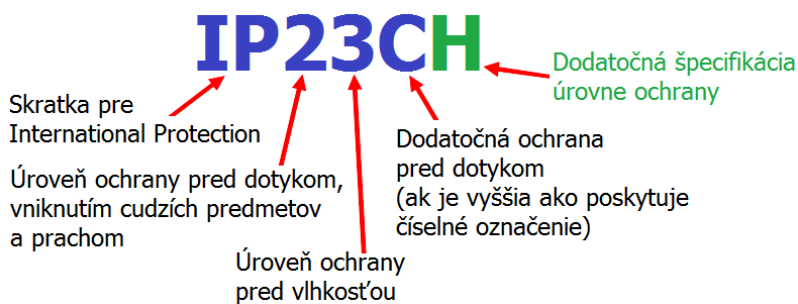 IP23CH
Dodatočná špecifikácia
úrovne ochrany
Skratka pre
International Protection
Dodatočná ochrana
pred dotykom
(ak je vyššia ako poskytuje
číselné označenie)
Úroveň ochrany pred dotykom,
vniknutím cudzích predmetov
a prachom
Úroveň ochrany
pred vlhkosťou